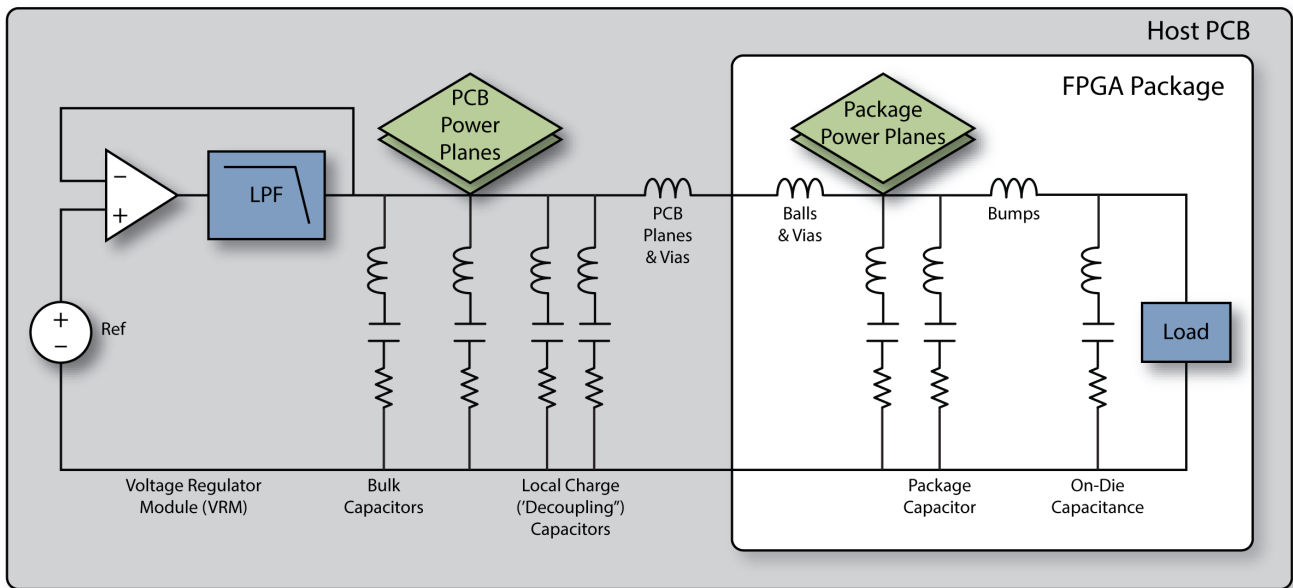 Host PCB
FPGA Package
PCB
Power
Planes
Package
Power Planes
−
+
LPF
PCB
Planes
& Vias
Balls
& Vias
Bumps
+
−
Ref
Load
Voltage Regulator
Module (VRM)
Bulk
Capacitors
Local Charge
('Decoupling")
Capacitors
Package
Capacitor
On-Die
Capacitance